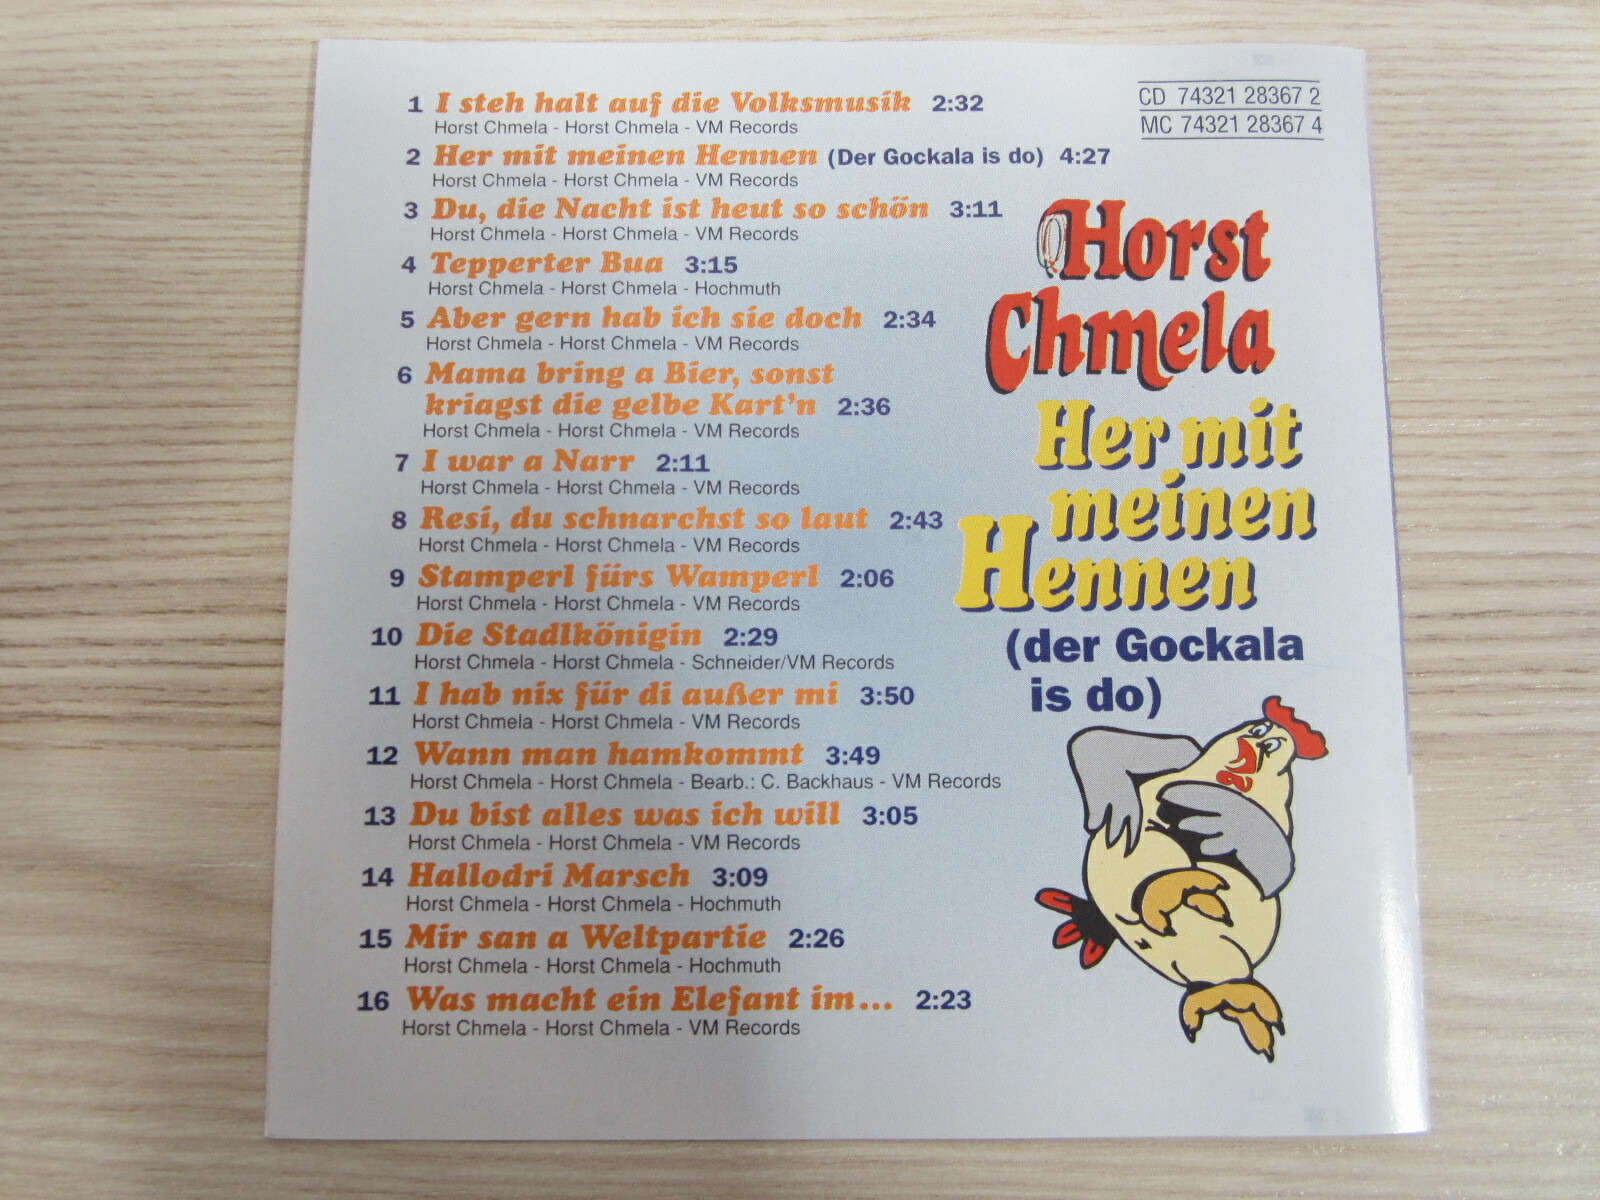 1 I steh halt auf die Volksmusik 2:32
Horst Chmela - Horst Chmela - VM Records
2 Her mit meinen Hennen (Der Gockala is do) 4:27
Horst Chmela - Horst Chmela - VM Records
3 Du, die Nacht ist heut so schön 3:11
Horst Chmela - Horst Chmela - VM Records
4 Tepperter Bua 3:15
Horst Chmela - Horst Chmela - Hochmuth
5 Aber gern hab ich sie doch 2:34
Horst Chmela - Horst Chmela - VM Records
6 Mama bring a Bier, sonst
kriagst die gelbe Kart'n 2:36
Horst Chmela - Horst Chmela - VM Records
7 I war a Narr 2:11
Horst Chmela - Horst Chmela - VM Records
8 Resi, du schnarchst so laut 2:43
Horst Chmela - Horst Chmela - VM Records
9 Stamperl fürs Wamperl 2:06
Horst Chmela - Horst Chmela - VM Records
10 Die Stadlkönigin 2:29
Horst Chmela - Horst Chmela - Schneider/VM Records
11 I hab nix für di außer mi 3:50
Horst Chmela - Horst Chmela - VM Records
12 Wann man hamkommt 3:49
Horst Chmela - Horst Chmela - Bearb.: C. Backhaus - VM Records
13 Du bist alles was ich will 3:05
Horst Chmela - Horst Chmela - VM Records
14 Hallodri Marsch 3:09
Horst Chmela - Horst Chmela - Hochmuth
15 Mir san a Weltpartie 2:26
Horst Chmela - Horst Chmela - Hochmuth
16 Was macht ein Elefant im... 2:23
Horst Chmela - Horst Chmela - VM Records
CD 74321 28367 2
MC 74321 28367 4
Horst
Chmela
Her mit
meinen
Hennen
(der Gockala
is do)